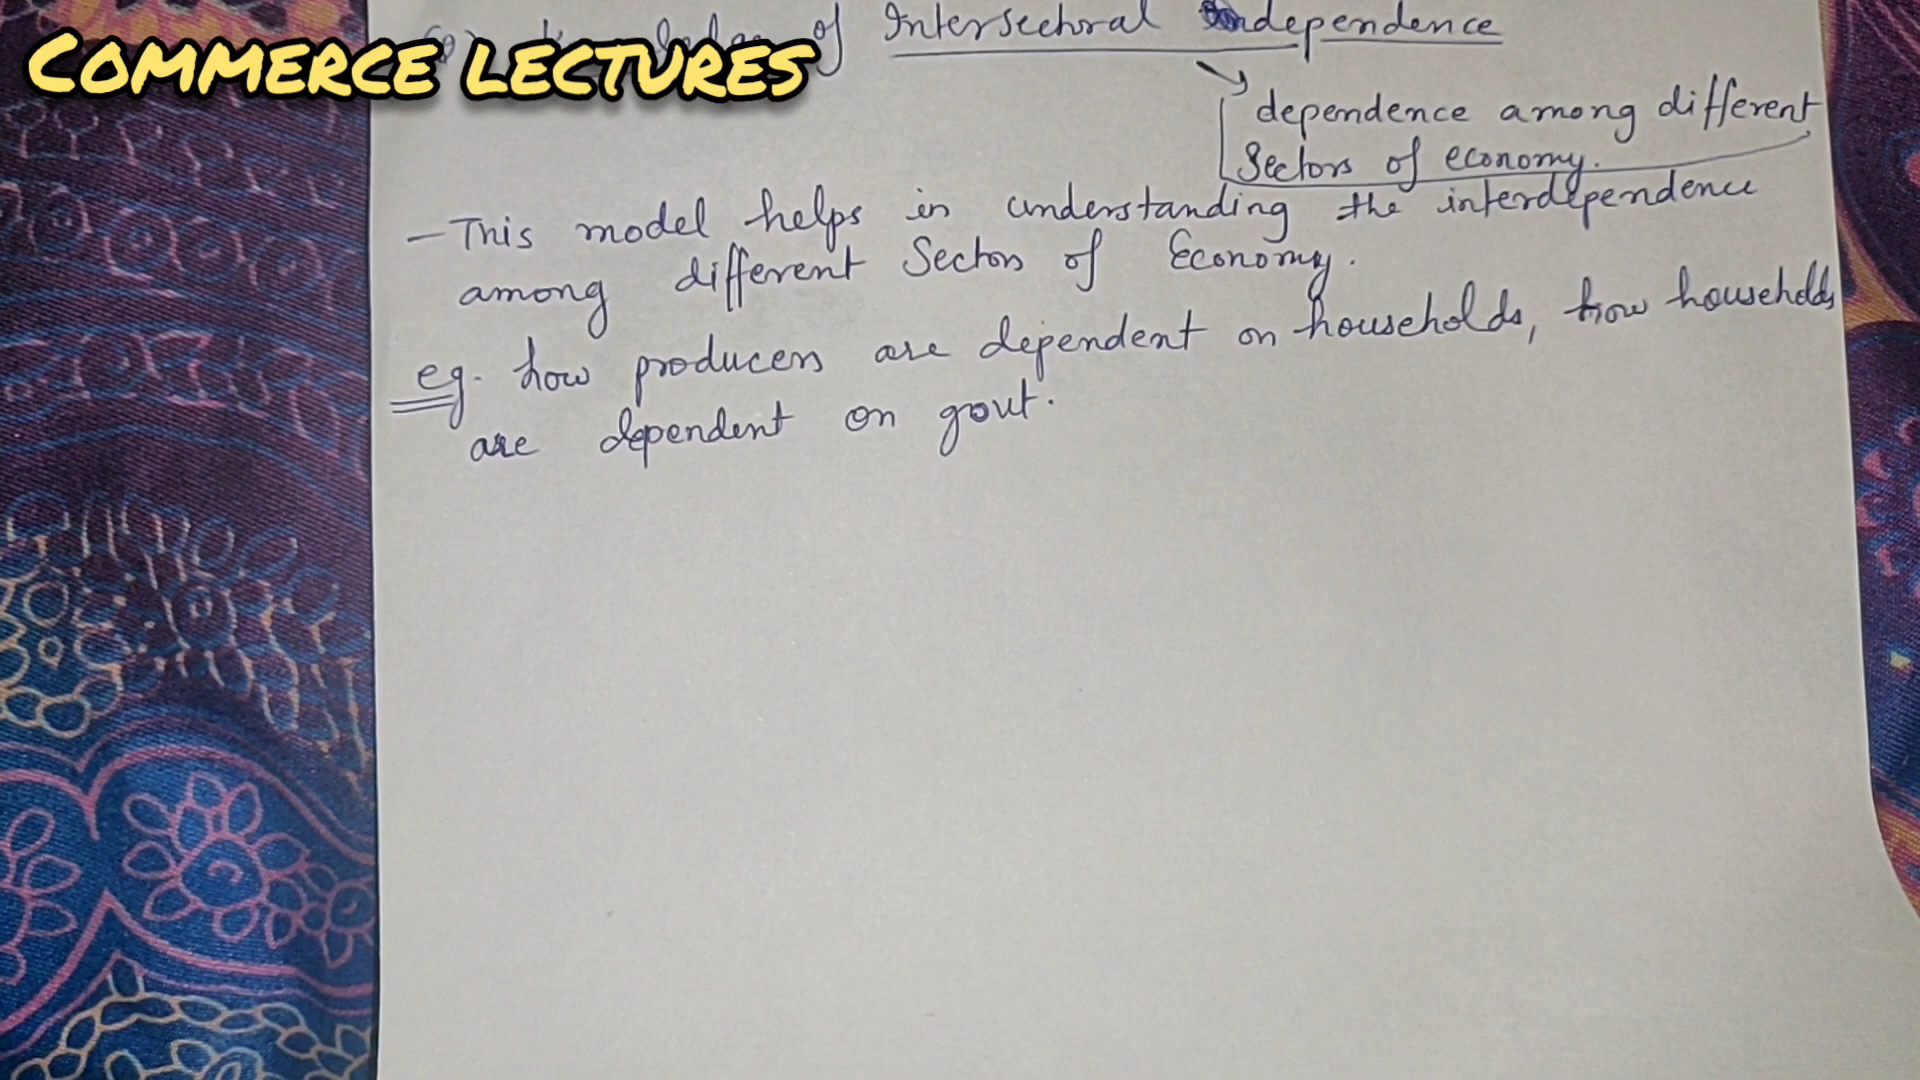 COMMERCE LECTURES
of Intersectoral dependence
dependence among different
Sectors of economy.
– This model helps in understanding the interdependence
among different Sectors of Economy.
eg. how producers are dependent on households, how households
are dependent on govt.